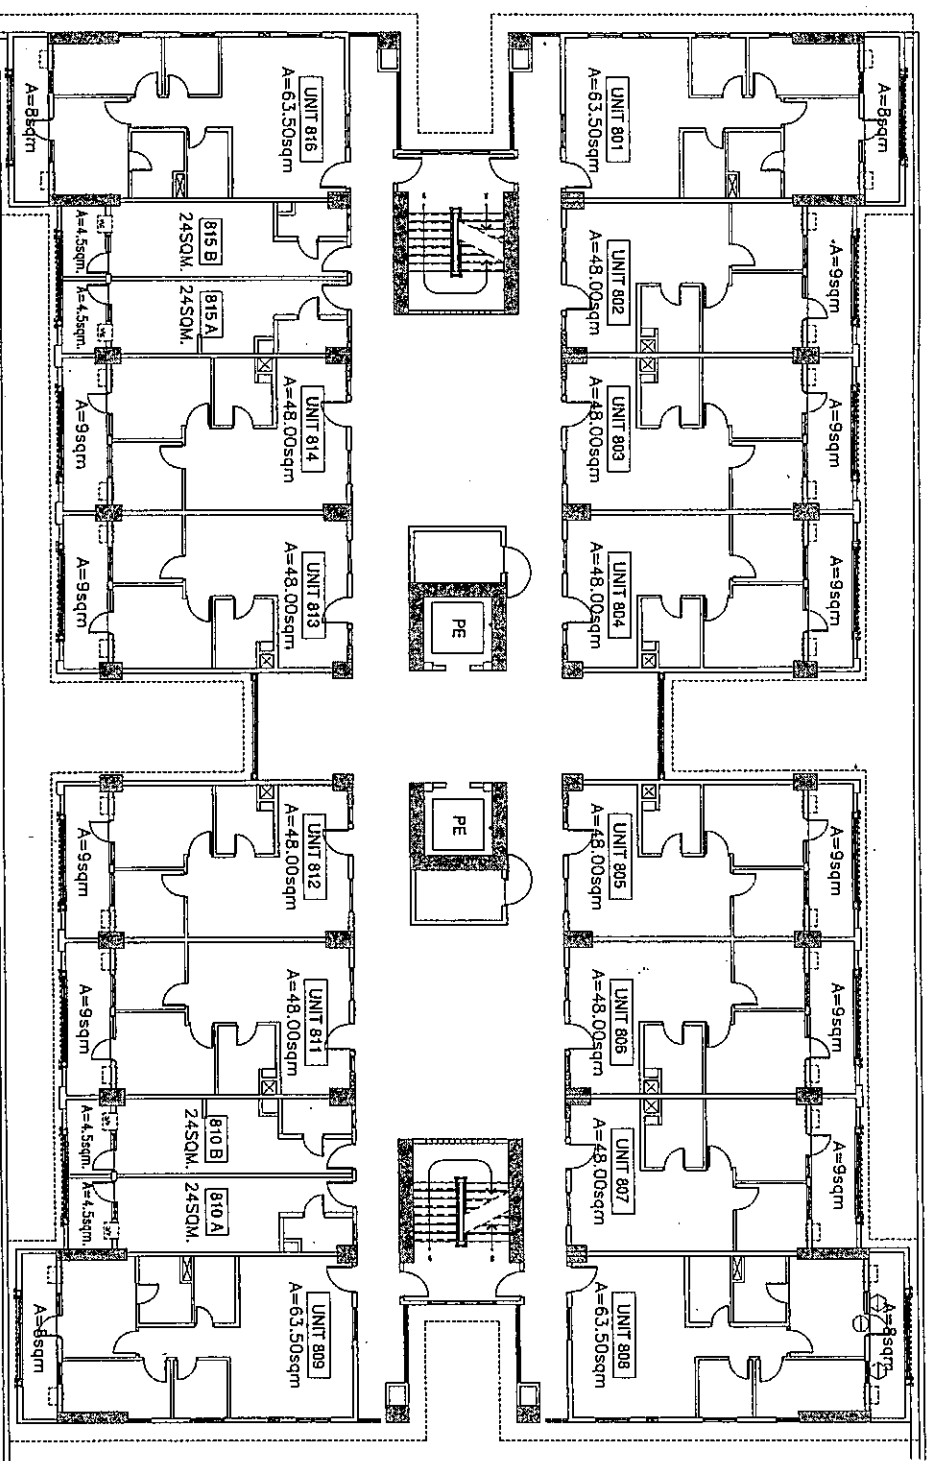 A=8sqm
UNIT 816
A=63.50sqm
UNIT 801
A=63.50sqm
A=8sqm
A=4.5sqm.
815 B
24SQM.
UNIT 802
A=48.00sqm
A=9sqm
A=4.5sqm.
815 A
24SQM.
A=9sqm
UNIT 814
A=48.00sqm
UNIT 803
A=48.00sqm
A=9sqm
A=9sqm
UNIT 813
A=48.00sqm
PE
UNIT 804
A=48.00sqm
A=9sqm
A=9sqm
UNIT 812
A=48.00sqm
PE
UNIT 805
A=48.00sqm
A=9sqm
A=9sqm
UNIT 811
A=48.00sqm
UNIT 806
A=48.00sqm
A=9sqm
A=4.5sqm.
810 B
24SQM.
UNIT 807
A=48.00sqm
A=9sqm
A=4.5sqm.
810 A
24SQM.
A=8sqm
UNIT 809
A=63.50sqm
UNIT 808
A=63.50sqm
A=8sqm